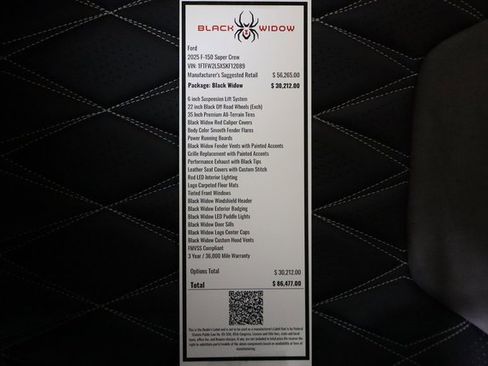 BLACK WIDOW
Ford
2025 F-150 Super Crew
VIN: 1FTFW2L5XSKF12089
Manufacturer's Suggested Retail $ 56,265.00
Package: Black Widow $ 30,212.00
6 inch Suspension Lift System
22 inch Black Off Road Wheels (Exch)
35 Inch Premium All-Terrain Tires
Black Widow Red Caliper Covers
Body Color Smooth Fender Flares
Power Running Boards
Black Widow Fender Vents with Painted Accents
Grille Replacement with Painted Accents
Performance Exhaust with Black Tips
Leather Seat Covers with Custom Stitch
Red LED Interior Lighting
Logo Carpeted Floor Mats
Tinted Front Windows
Black Widow Windshield Header
Black Widow Exterior Badging
Black Widow LED Puddle Lights
Black Widow Door Sills
Black Widow Logo Center Caps
Black Widow Custom Hood Vents
FMVSS Compliant
3 Year / 36,000 Mile Warranty
Options Total $ 30,212.00
Total $ 86,477.00